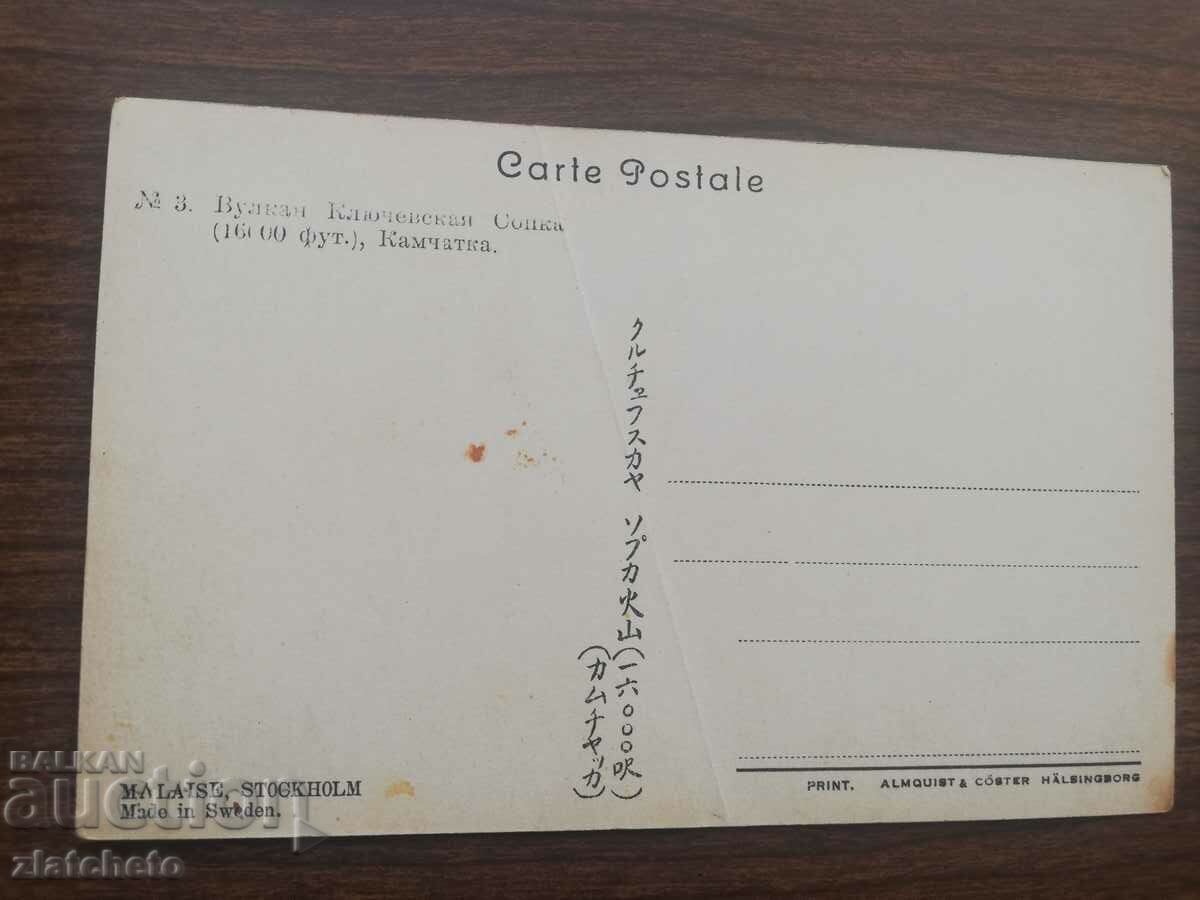 Carte Postale
№ 3. Вулкан Ключевская Сопка
(16000 фут.), Камчатка.
クルチェフスカヤ ソプカ火山(一六〇〇〇呎)
(カムチャッカ)
MALAISE, STOCKHOLM
Made in Sweden.
PRINT. ALMQUIST & CÖSTER HÄLSINGBORG
BALKAN
auction
zlatcheto